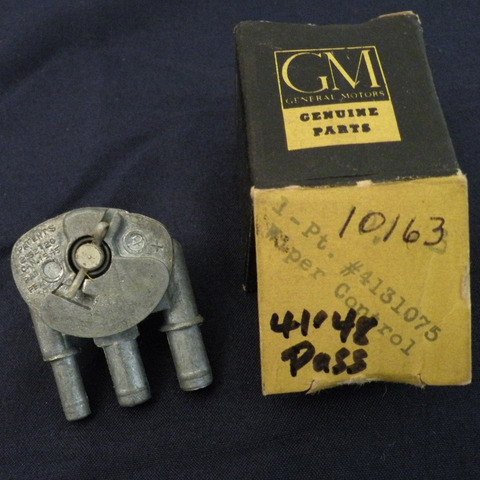 GM
GENERAL MOTORS
GENUINE
PARTS
10163
1-Pt. #4131075
Wiper Control
41'48
Pass